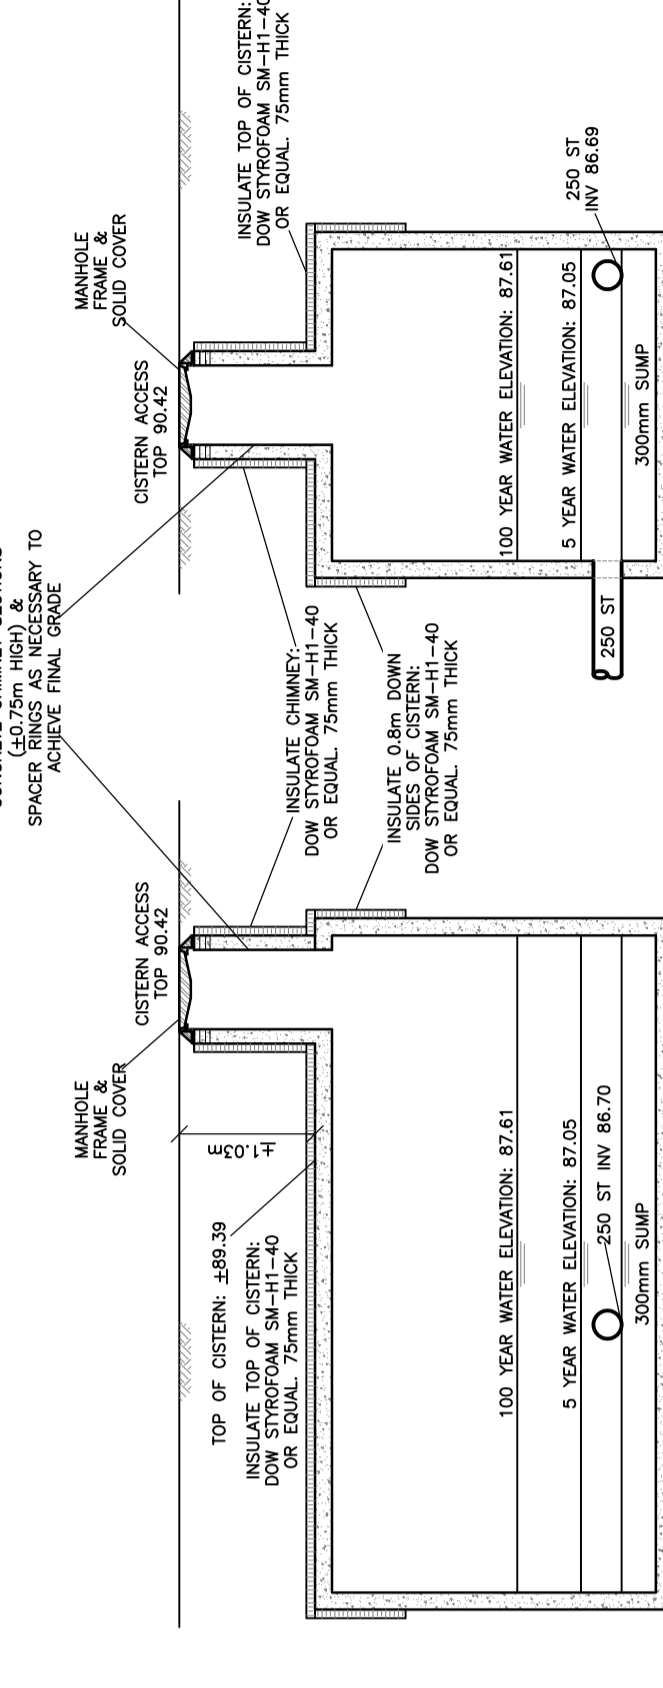 (±0.75m HIGH) &
SPACER RINGS AS NECESSARY TO
ACHIEVE FINAL GRADE
MANHOLE
FRAME &
SOLID COVER
CISTERN ACCESS
TOP 90.42
±1.03m
TOP OF CISTERN: ±89.39
INSULATE TOP OF CISTERN:
DOW STYROFOAM SM-H1-40
OR EQUAL. 75mm THICK
100 YEAR WATER ELEVATION: 87.61
5 YEAR WATER ELEVATION: 87.05
250 ST INV 86.70
300mm SUMP
INSULATE CHIMNEY:
DOW STYROFOAM SM-H1-40
OR EQUAL. 75mm THICK
INSULATE 0.8m DOWN
SIDES OF CISTERN:
DOW STYROFOAM SM-H1-40
OR EQUAL. 75mm THICK
MANHOLE
FRAME &
SOLID COVER
CISTERN ACCESS
TOP 90.42
INSULATE TOP OF CISTERN:
DOW STYROFOAM SM-H1-40
OR EQUAL. 75mm THICK
100 YEAR WATER ELEVATION: 87.61
5 YEAR WATER ELEVATION: 87.05
250 ST
INV 86.69
250 ST
300mm SUMP